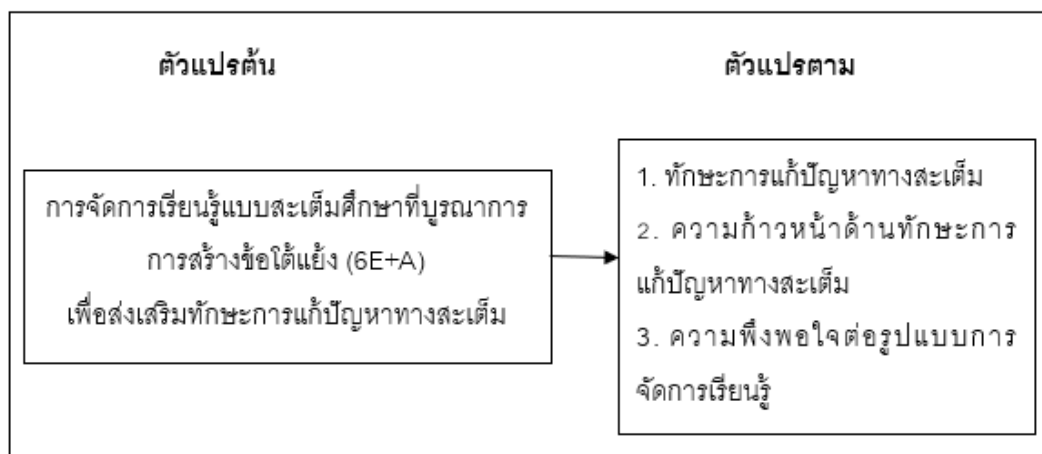 ตัวแปรต้น
ตัวแปรตาม
การจัดการเรียนรู้แบบสะเต็มศึกษาที่บูรณาการ
การสร้างข้อโต้แย้ง (6E+A)
เพื่อส่งเสริมทักษะการแก้ปัญหาทางสะเต็ม
1. ทักษะการแก้ปัญหาทางสะเต็ม
2. ความก้าวหน้าด้านทักษะการ
แก้ปัญหาทางสะเต็ม
3. ความพึงพอใจต่อรูปแบบการ
จัดการเรียนรู้